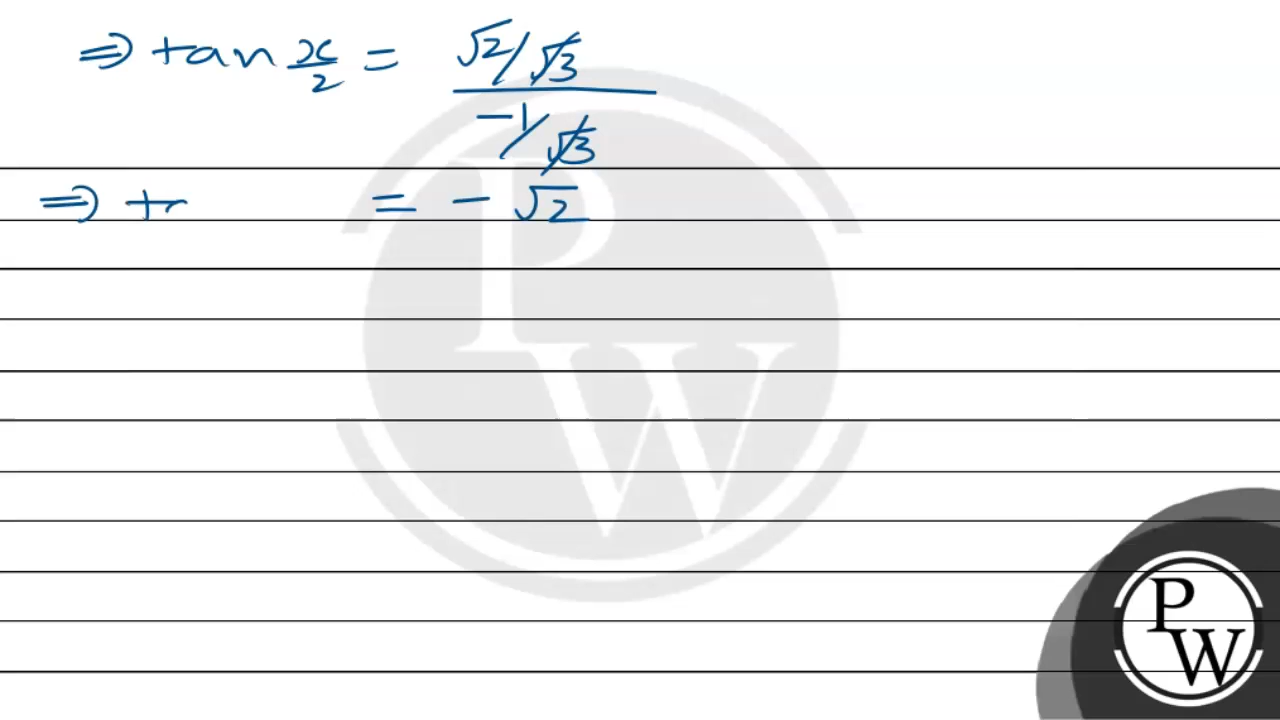 ⇒ tan x/2 = (√2/√3)/(-1/√3)
⇒ t = - √2
P
W
P
W